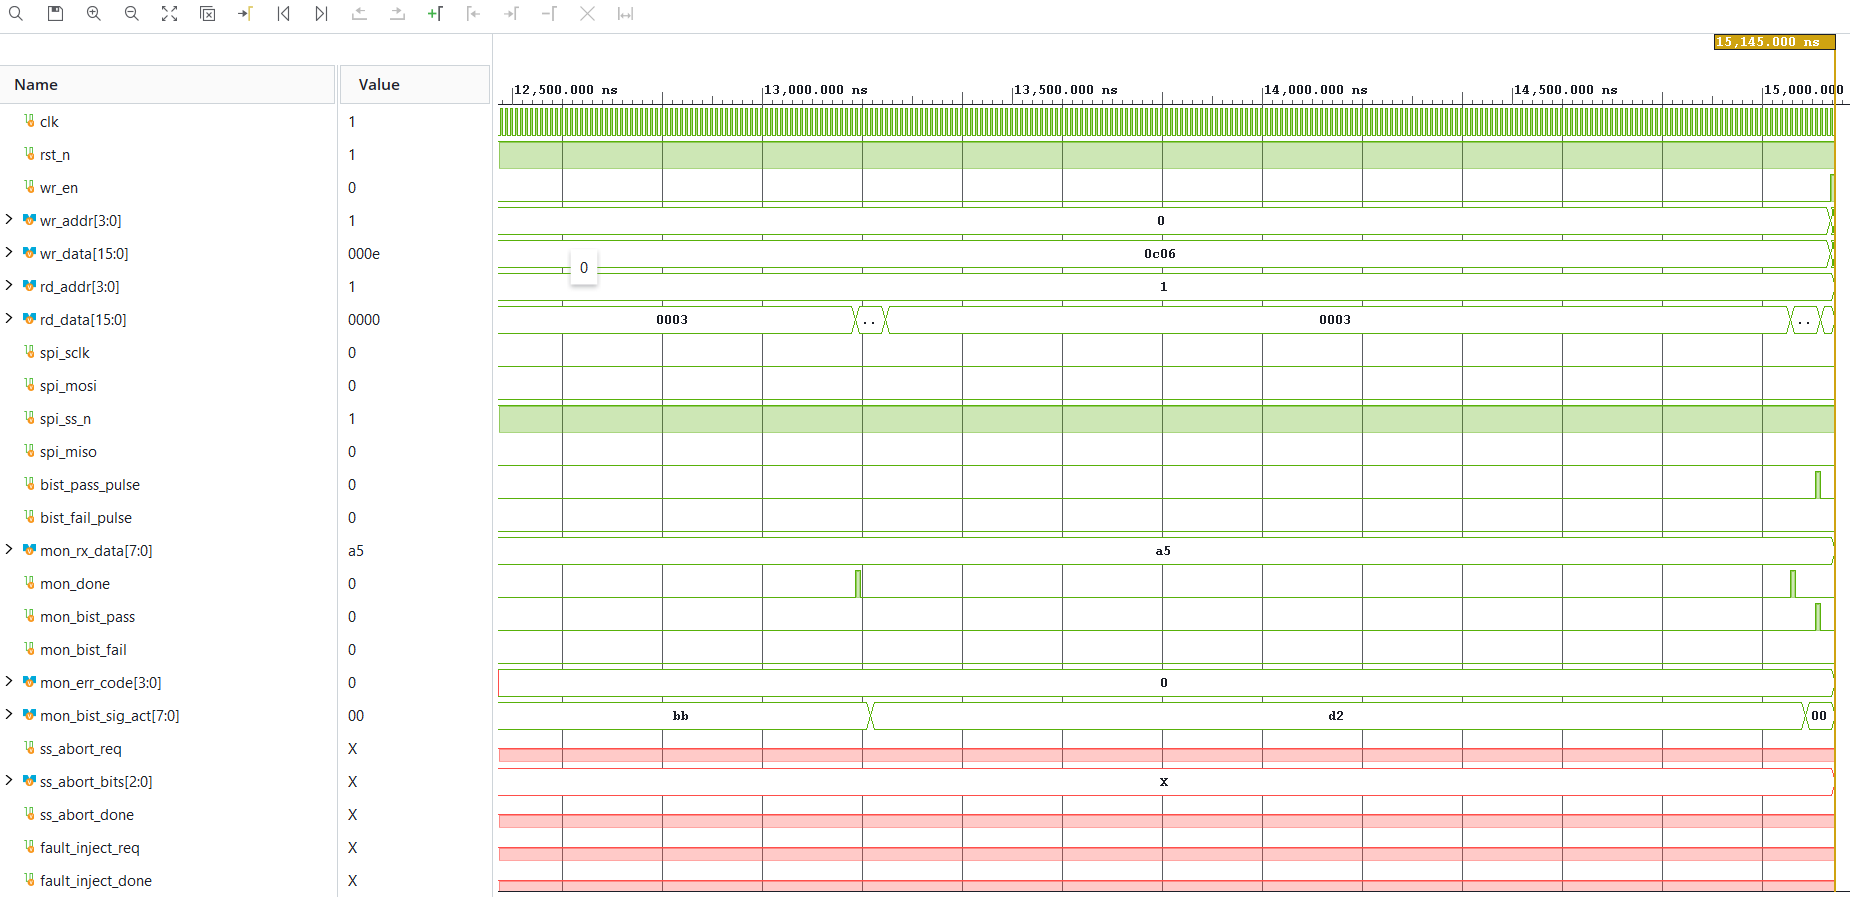 15,145.000 ns
Name Value
12,500.000 ns 13,000.000 ns 13,500.000 ns 14,000.000 ns 14,500.000 ns 15,000.000
clk 1
rst_n 1
wr_en 0
wr_addr[3:0] 1 0
wr_data[15:0] 000e 0c06
0
rd_addr[3:0] 1 1
rd_data[15:0] 0000 0003 .. 0003 ..
spi_sclk 0
spi_mosi 0
spi_ss_n 1
spi_miso 0
bist_pass_pulse 0
bist_fail_pulse 0
mon_rx_data[7:0] a5 a5
mon_done 0
mon_bist_pass 0
mon_bist_fail 0
mon_err_code[3:0] 0 0
mon_bist_sig_act[7:0] 00 bb d2 00
ss_abort_req X
ss_abort_bits[2:0] X X
ss_abort_done X
fault_inject_req X
fault_inject_done X